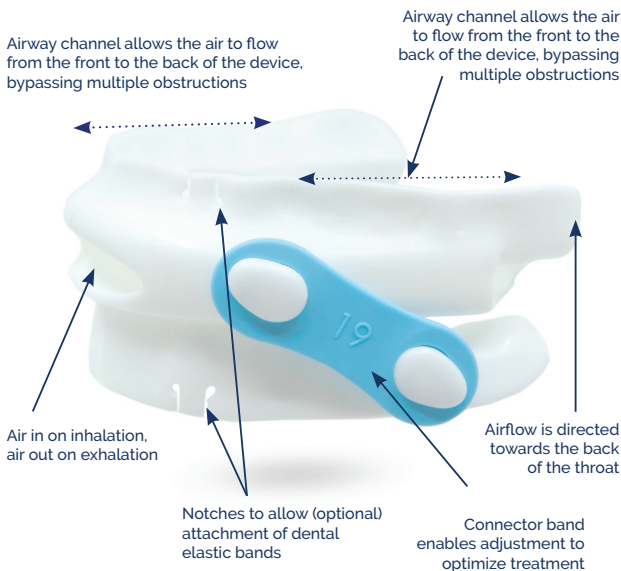 Airway channel allows the air to flow
from the front to the back of the device,
bypassing multiple obstructions
Airway channel allows the air
to flow from the front to the
back of the device, bypassing
multiple obstructions
19
Air in on inhalation,
air out on exhalation
Airflow is directed
towards the back
of the throat
Notches to allow (optional)
attachment of dental
elastic bands
Connector band
enables adjustment to
optimize treatment